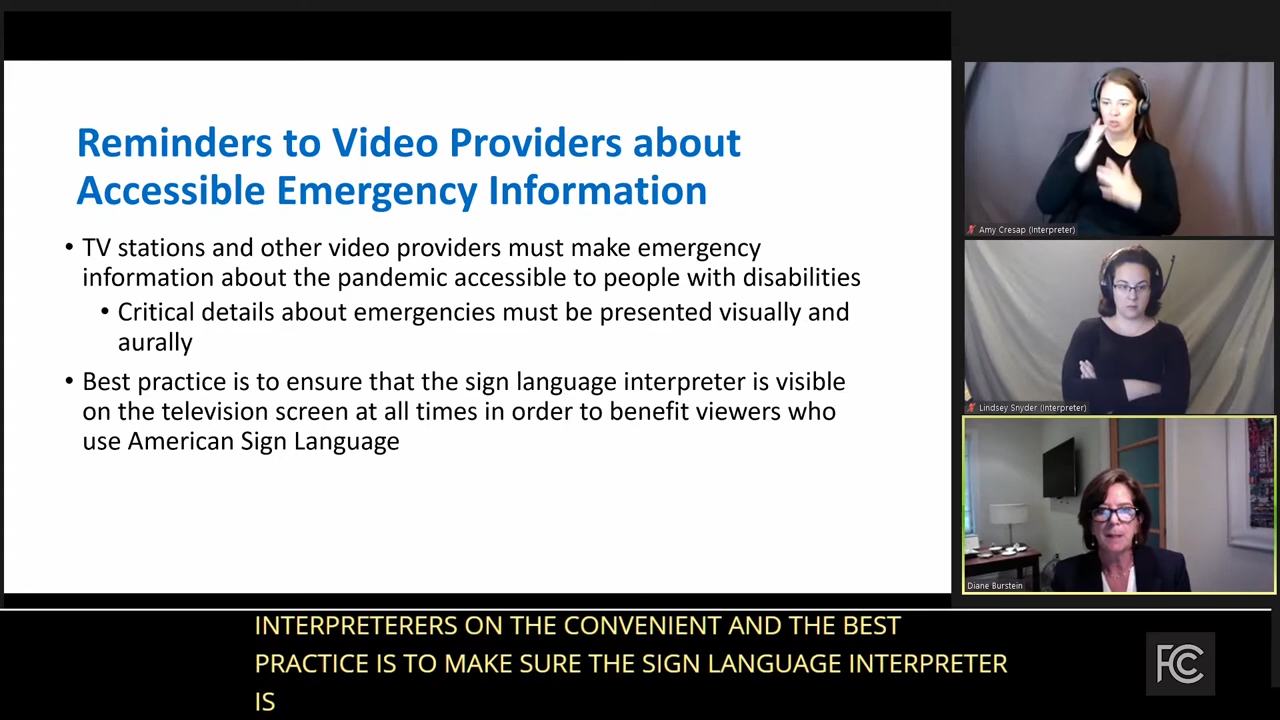 Reminders to Video Providers about
Accessible Emergency Information
• TV stations and other video providers must make emergency
information about the pandemic accessible to people with disabilities
• Critical details about emergencies must be presented visually and
aurally
• Best practice is to ensure that the sign language interpreter is visible
on the television screen at all times in order to benefit viewers who
use American Sign Language
Amy Cresap (Interpreter)
Lindsey Snyder (Interpreter)
Diane Burstein
INTERPRETERERS ON THE CONVENIENT AND THE BEST
PRACTICE IS TO MAKE SURE THE SIGN LANGUAGE INTERPRETER
IS
FCC